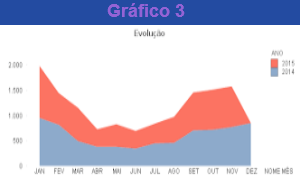 Gráfico 3
Evolução
ANO
2015
2014
2.000
1.500
1.000
500
0
JAN FEV MAR ABR MAI JUN JUL AGO SET OUT NOV DEZ NOME MÊS